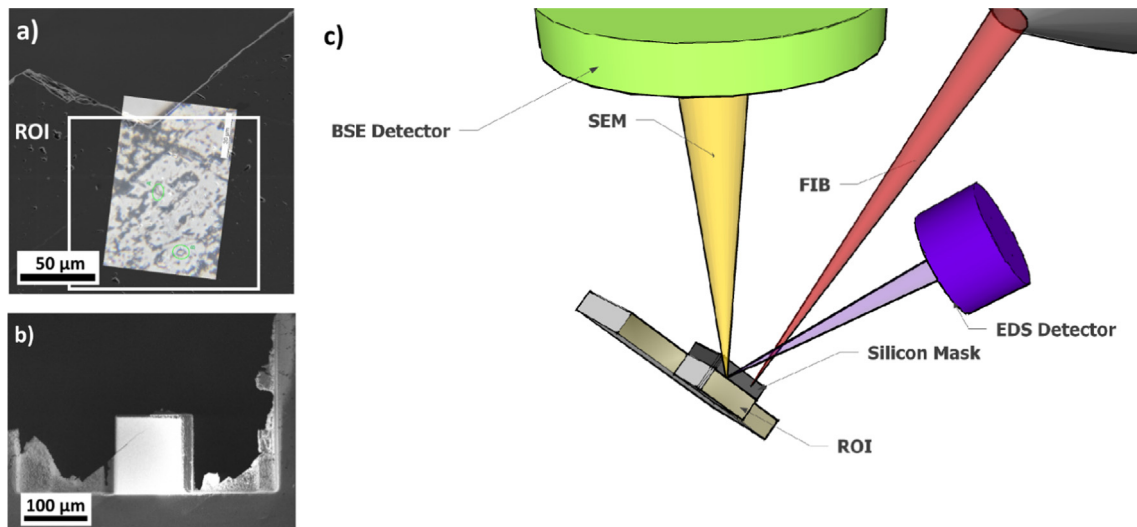 a)
ROI
50 µm
b)
100 µm
c)
BSE Detector
SEM
FIB
EDS Detector
Silicon Mask
ROI